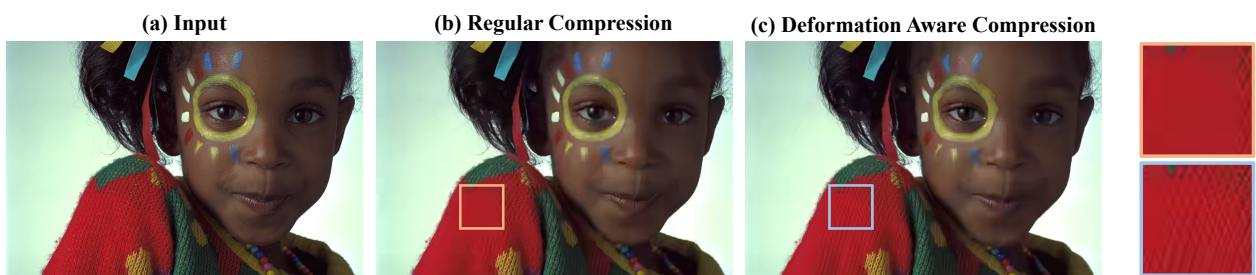 (a) Input
(b) Regular Compression
(c) Deformation Aware Compression